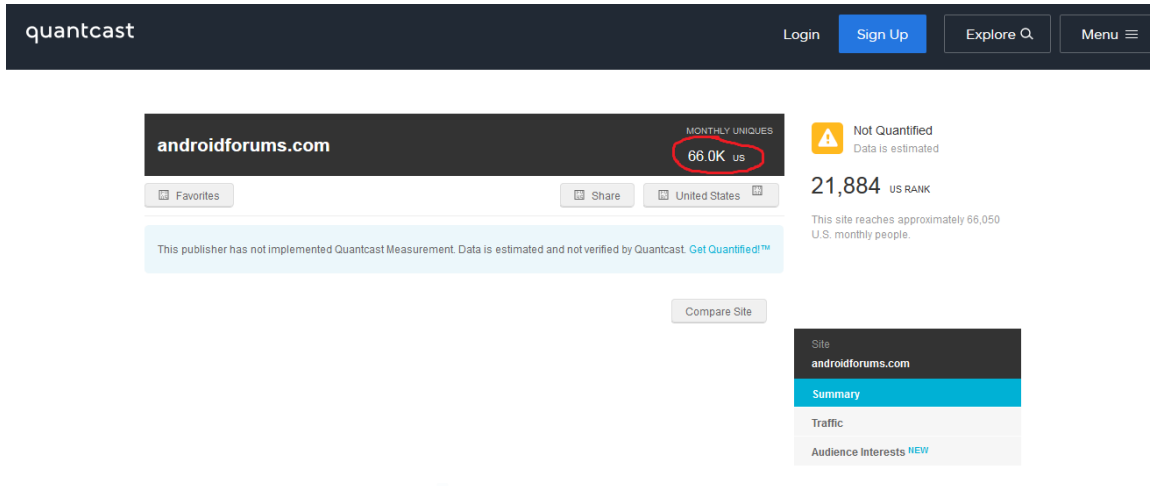 quantcast
Login
Sign Up
Explore
Menu
androidforums.com
MONTHLY UNIQUES
66.0K US
Favorites
Share
United States
This publisher has not implemented Quantcast Measurement. Data is estimated and not verified by Quantcast. Get Quantified!™
Compare Site
Not Quantified
Data is estimated
21,884 US RANK
This site reaches approximately 66,050
U.S. monthly people.
Site
androidforums.com
Summary
Traffic
Audience Interests NEW